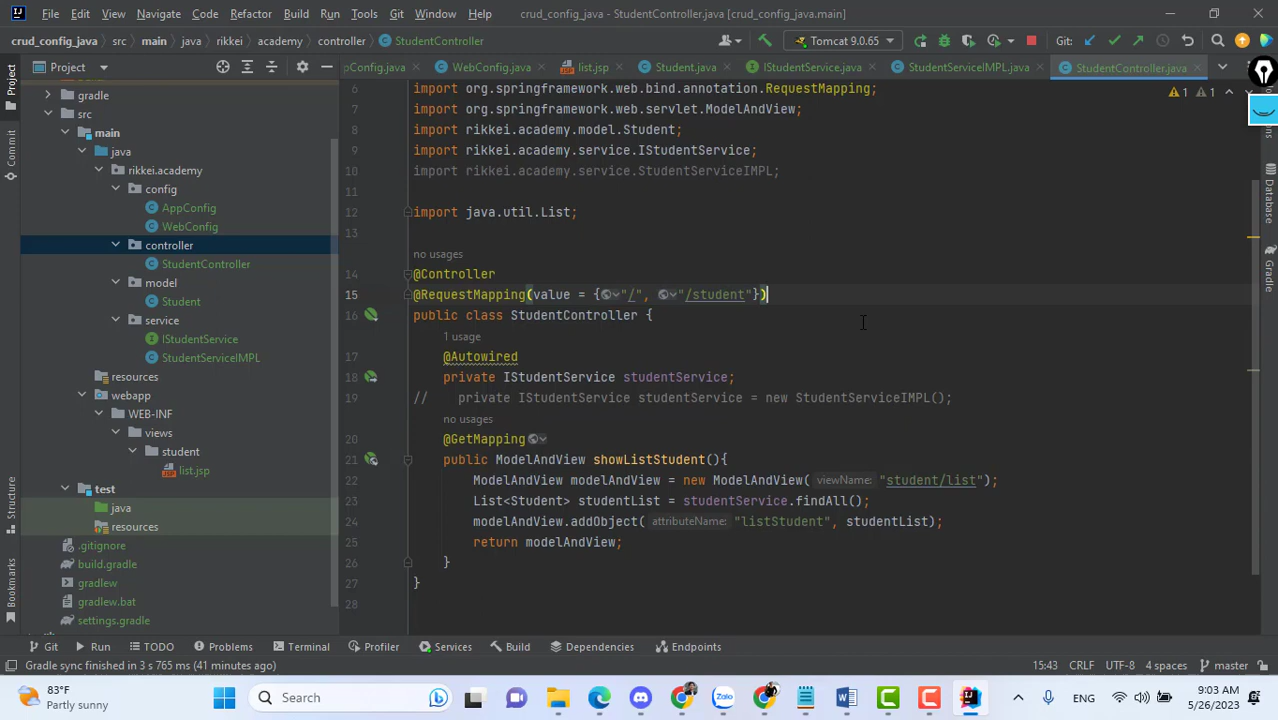 File Edit View Navigate Code Refactor Build Run Tools Git Window Help crud_config_java - StudentController.java [crud_config_java.main]
crud_config_java src main java rikkei academy controller StudentController Tomcat 9.0.65 Git:
Project pConfig.java WebConfig.java list.jsp Student.java IStudentService.java StudentServiceIMPL.java StudentController.java
Project
Commit
Structure
Bookmarks
Database
Gradle
gradle
src
main
java
rikkei.academy
config
AppConfig
WebConfig
controller
StudentController
model
Student
service
IStudentService
StudentServiceIMPL
resources
webapp
WEB-INF
views
student
list.jsp
test
java
resources
.gitignore
build.gradle
gradlew
gradlew.bat
settings.gradle
1 1
6 import org.springframework.web.bind.annotation.RequestMapping;
7 import org.springframework.web.servlet.ModelAndView;
8 import rikkei.academy.model.Student;
9 import rikkei.academy.service.IStudentService;
10 import rikkei.academy.service.StudentServiceIMPL;
11
12 import java.util.List;
13
no usages
14 @Controller
15 @RequestMapping(value = {"/", "/student"})
16 public class StudentController {
1 usage
17 @Autowired
18 private IStudentService studentService;
19 // private IStudentService studentService = new StudentServiceIMPL();
no usages
20 @GetMapping
21 public ModelAndView showListStudent(){
22 ModelAndView modelAndView = new ModelAndView( viewName: "student/list");
23 List<Student> studentList = studentService.findAll();
24 modelAndView.addObject( attributeName: "listStudent", studentList);
25 return modelAndView;
26 }
27 }
28
Git Run TODO Problems Terminal Profiler Services Build Dependencies Endpoints
Gradle sync finished in 3 s 765 ms (41 minutes ago) 15:43 CRLF UTF-8 4 spaces master
83°F
Partly sunny
Search
Zalo
ENG
9:03 AM
5/26/2023